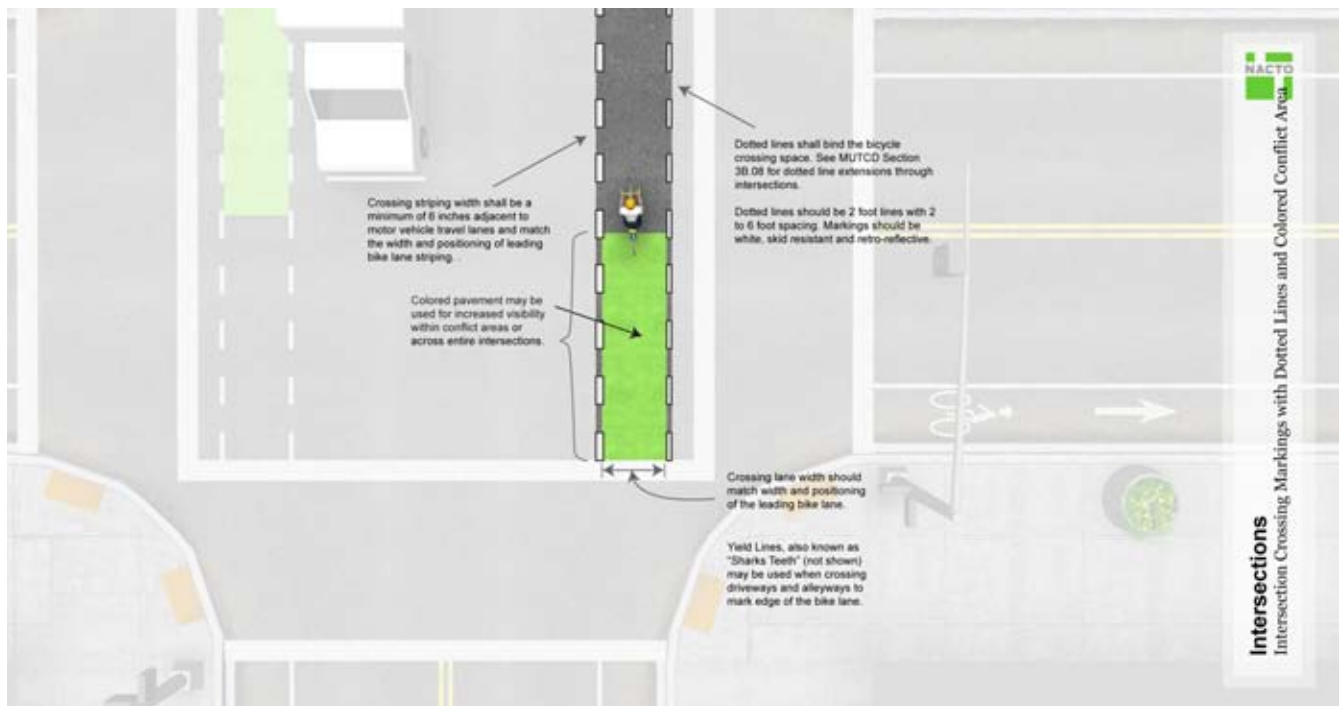 Crossing striping width shall be a
minimum of 6 inches adjacent to
motor vehicle travel lanes and match
the width and positioning of leading
bike lane striping.
Colored pavement may be
used for increased visibility
within conflict areas or
across entire intersections.
Dotted lines shall bind the bicycle
crossing space. See MUTCD Section
3B.08 for dotted line extensions through
intersections.
Dotted lines should be 2 foot lines with 2
to 6 foot spacing. Markings should be
white, skid resistant and retro-reflective.
Crossing lane width should
match width and positioning
of the leading bike lane.
Yield Lines, also known as
"Sharks Teeth" (not shown)
may be used when crossing
driveways and alleyways to
mark edge of the bike lane.
NACTO
Intersections
Intersection Crossing Markings with Dotted Lines and Colored Conflict Area